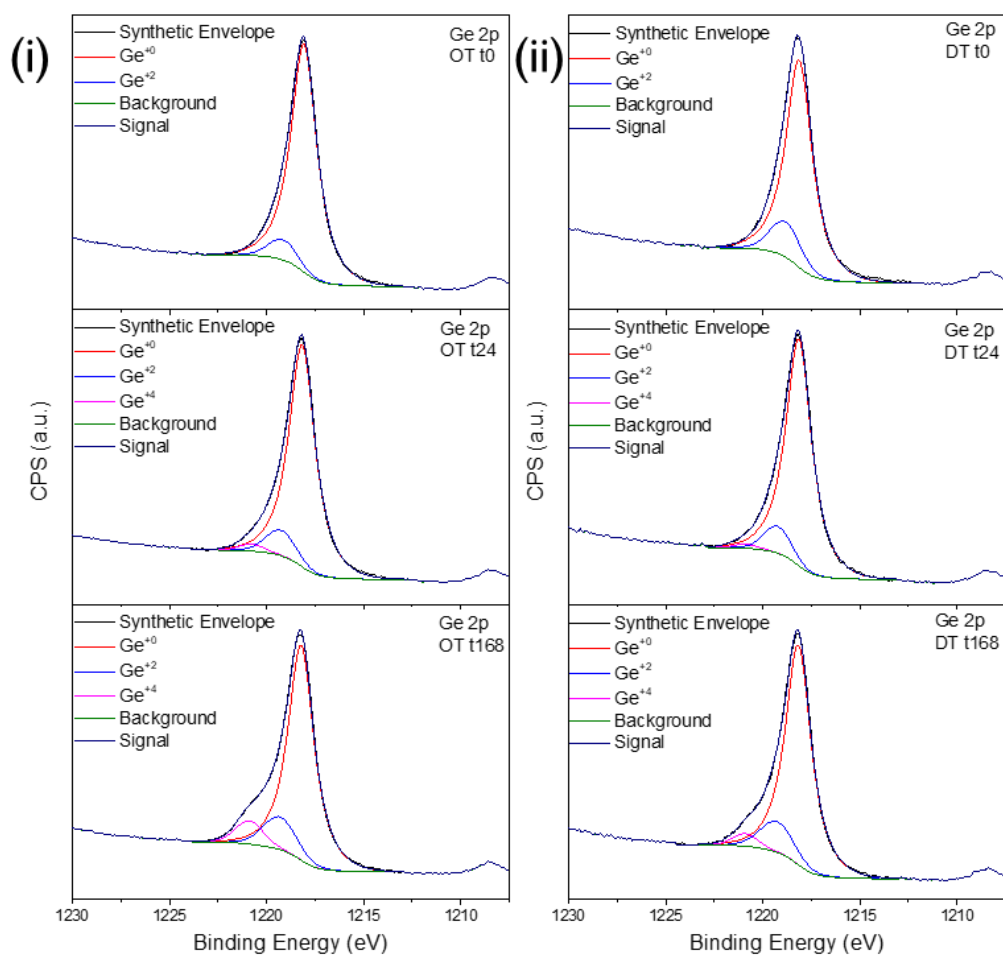 (i)
Synthetic Envelope
Ge+0
Ge+2
Background
Signal
Ge 2p
OT t0
Synthetic Envelope
Ge+0
Ge+2
Ge+4
Background
Signal
Ge 2p
OT t24
Synthetic Envelope
Ge+0
Ge+2
Ge+4
Background
Signal
Ge 2p
OT t168
CPS (a.u.)
1230 1225 1220 1215 1210
Binding Energy (eV)
(ii)
Synthetic Envelope
Ge+0
Ge+2
Background
Signal
Ge 2p
DT t0
Synthetic Envelope
Ge+0
Ge+2
Ge+4
Background
Signal
Ge 2p
DT t24
Synthetic Envelope
Ge+0
Ge+2
Ge+4
Background
Signal
Ge 2p
DT t168
CPS (a.u.)
1230 1225 1220 1215 1210
Binding Energy (eV)